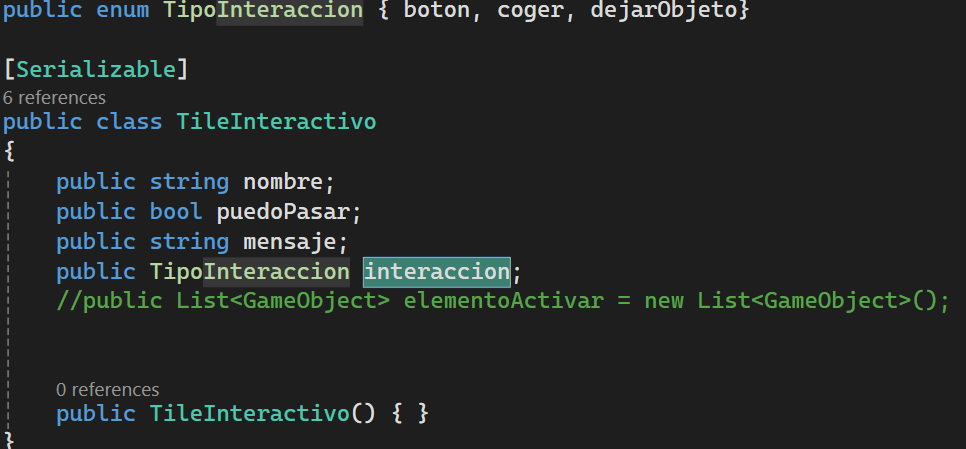 public enum TipoInteraccion { boton, coger, dejarObjeto}
[Serializable]
6 references
public class TileInteractivo
{
public string nombre;
public bool puedoPasar;
public string mensaje;
public TipoInteraccion interaccion;
//public List<GameObject> elementoActivar = new List<GameObject>();
0 references
public TileInteractivo() { }
}